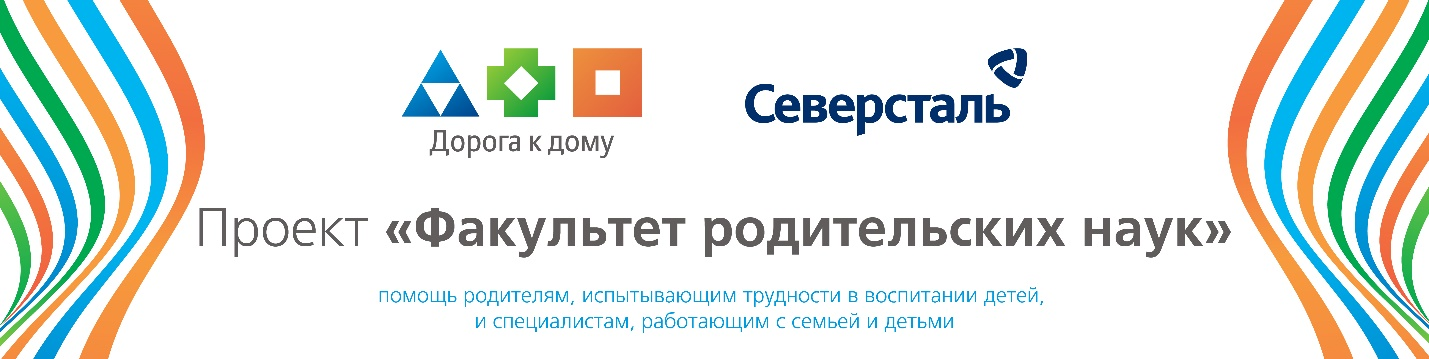 Дорога к дому
Северсталь
Проект «Факультет родительских наук»
помощь родителям, испытывающим трудности в воспитании детей,
и специалистам, работающим с семьей и детьми